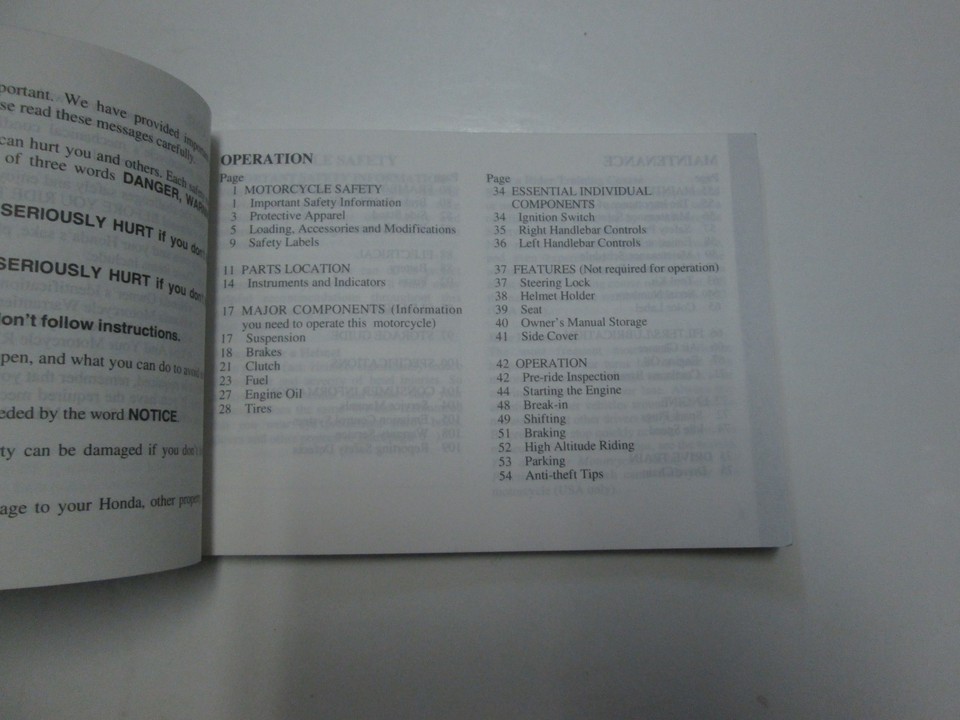 portant. We have provided important
se read these messages carefully.
can hurt you and others. Each
of three words DANGER,
SERIOUSLY HURT if you don't
SERIOUSLY HURT if you don't
on't follow instructions.
pen, and what you can do to avoid
eded by the word NOTICE.
ty can be damaged if you don't
age to your Honda, other
OPERATION
Page
1 MOTORCYCLE SAFETY
1 Important Safety Information
3 Protective Apparel
5 Loading, Accessories and Modifications
9 Safety Labels
11 PARTS LOCATION
14 Instruments and Indicators
17 MAJOR COMPONENTS (Information
you need to operate this motorcycle)
17 Suspension
18 Brakes
21 Clutch
23 Fuel
27 Engine Oil
28 Tires
Page
34 ESSENTIAL INDIVIDUAL
COMPONENTS
34 Ignition Switch
35 Right Handlebar Controls
36 Left Handlebar Controls
37 FEATURES (Not required for operation)
37 Steering Lock
38 Helmet Holder
39 Seat
40 Owner's Manual Storage
41 Side Cover
42 OPERATION
42 Pre-ride Inspection
44 Starting the Engine
48 Break-in
49 Shifting
51 Braking
52 High Altitude Riding
53 Parking
54 Anti-theft Tips